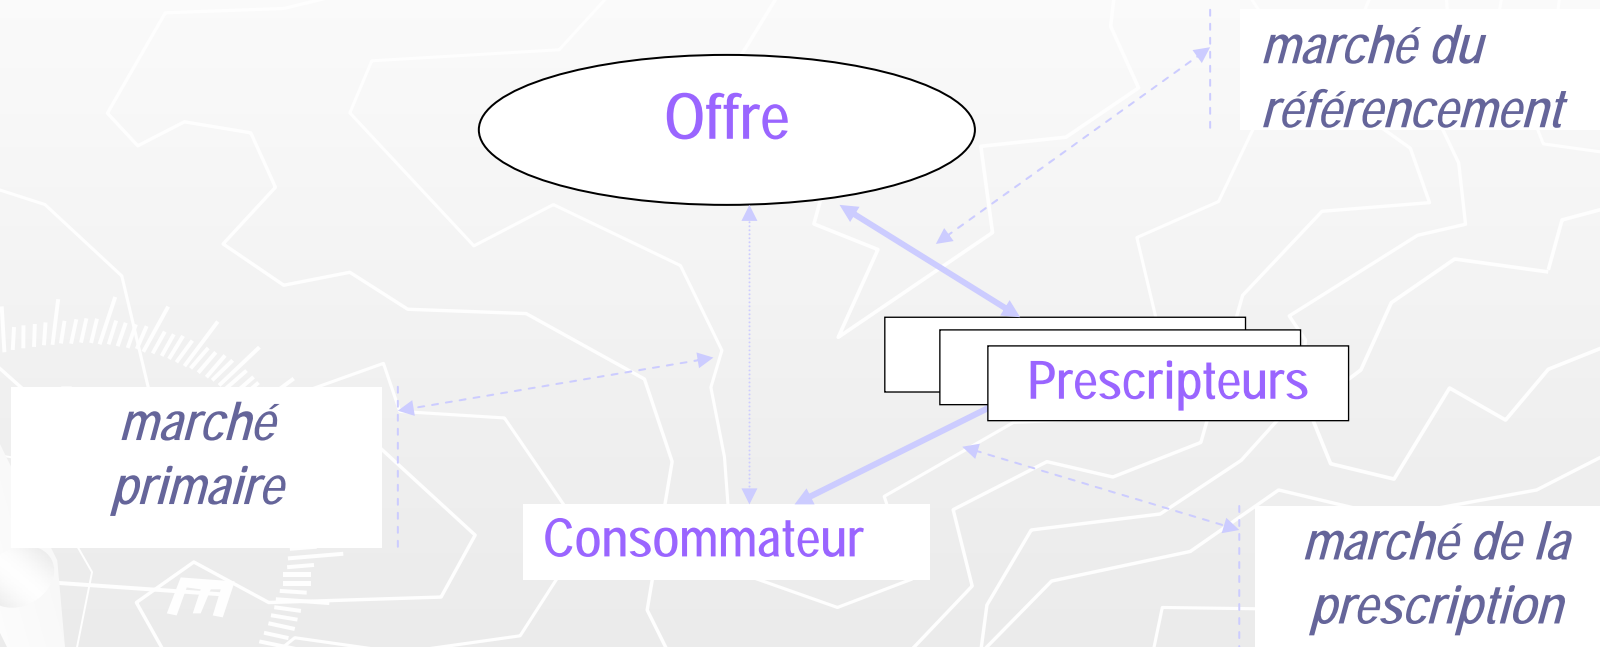 marché du
référencement
Offre
Prescripteurs
marché
primaire
Consommateur
marché de la
prescription